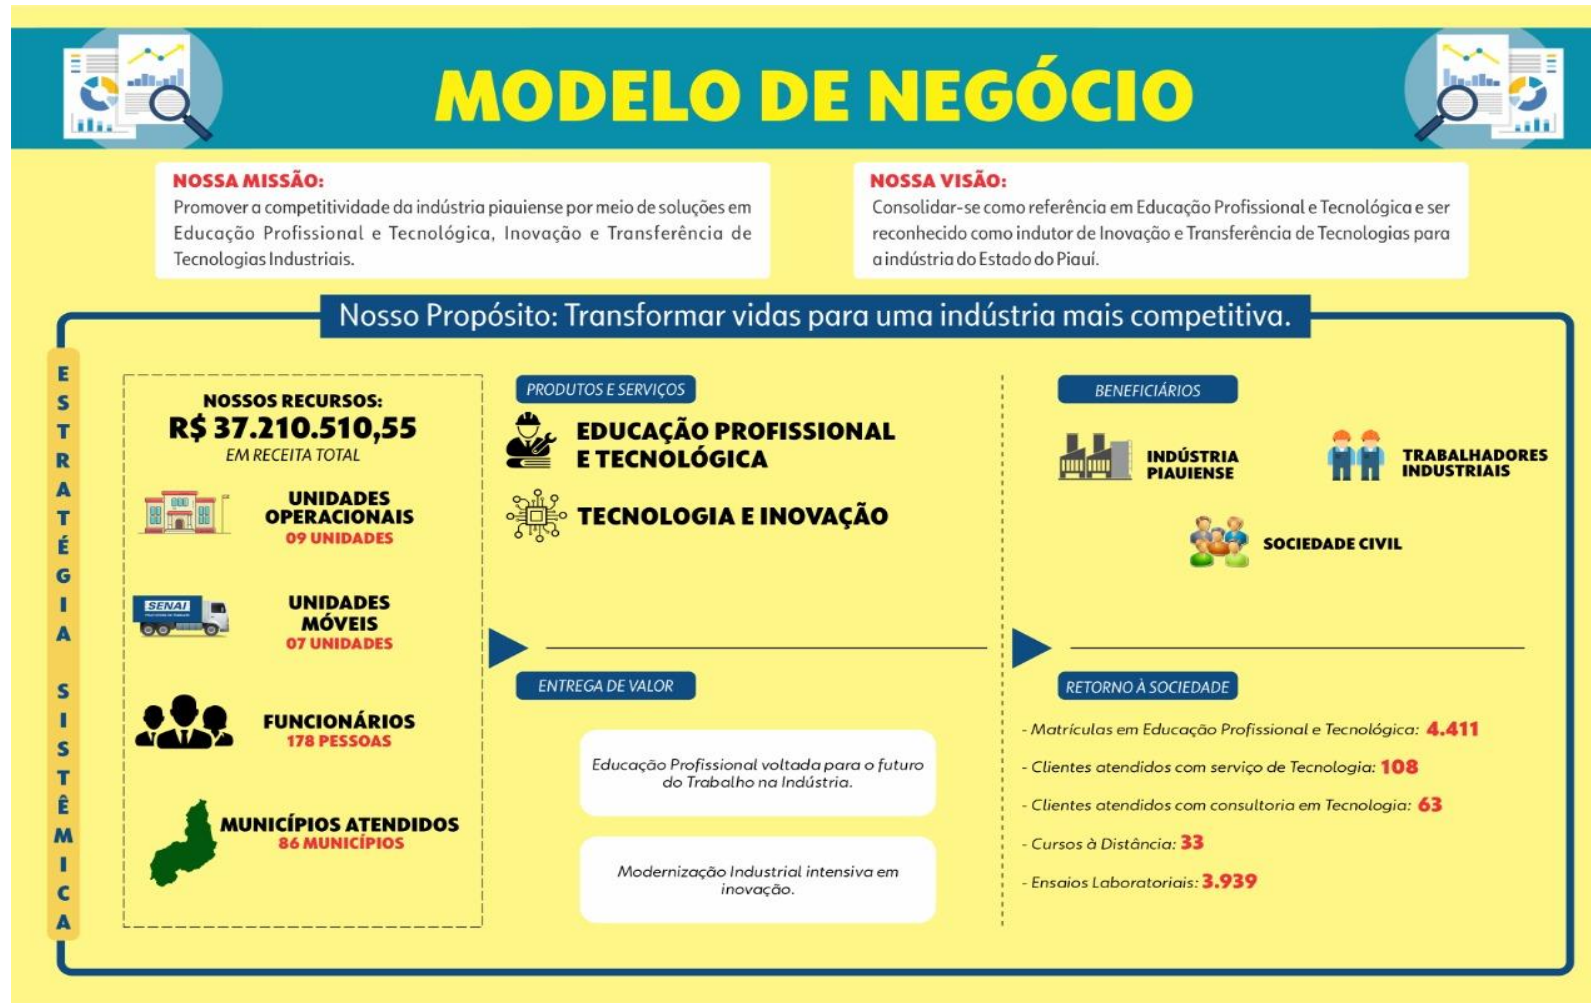 MODELO DE NEGÓCIO
NOSSA MISSÃO:
Promover a competitividade da indústria piauiense por meio de soluções em
Educação Profissional e Tecnológica, Inovação e Transferência de
Tecnologias Industriais.
NOSSA VISÃO:
Consolidar-se como referência em Educação Profissional e Tecnológica e ser
reconhecido como indutor de Inovação e Transferência de Tecnologias para
a indústria do Estado do Piauí.
Nosso Propósito: Transformar vidas para uma indústria mais competitiva.
ESTRATÉGIA SISTÊMICA
NOSSOS RECURSOS:
R$ 37.210.510,55
EM RECEITA TOTAL
UNIDADES
OPERACIONAIS
09 UNIDADES
SENAI
UNIDADES
MÓVEIS
07 UNIDADES
FUNCIONÁRIOS
178 PESSOAS
MUNICÍPIOS ATENDIDOS
86 MUNICÍPIOS
PRODUTOS E SERVIÇOS
EDUCAÇÃO PROFISSIONAL
E TECNOLÓGICA
TECNOLOGIA E INOVAÇÃO
ENTREGA DE VALOR
Educação Profissional voltada para o futuro
do Trabalho na Indústria.
Modernização Industrial intensiva em
inovação.
BENEFICIÁRIOS
INDÚSTRIA
PIAUIENSE
TRABALHADORES
INDUSTRIAIS
SOCIEDADE CIVIL
RETORNO À SOCIEDADE
- Matrículas em Educação Profissional e Tecnológica: 4.411
- Clientes atendidos com serviço de Tecnologia: 108
- Clientes atendidos com consultoria em Tecnologia: 63
- Cursos à Distância: 33
- Ensaios Laboratoriais: 3.939